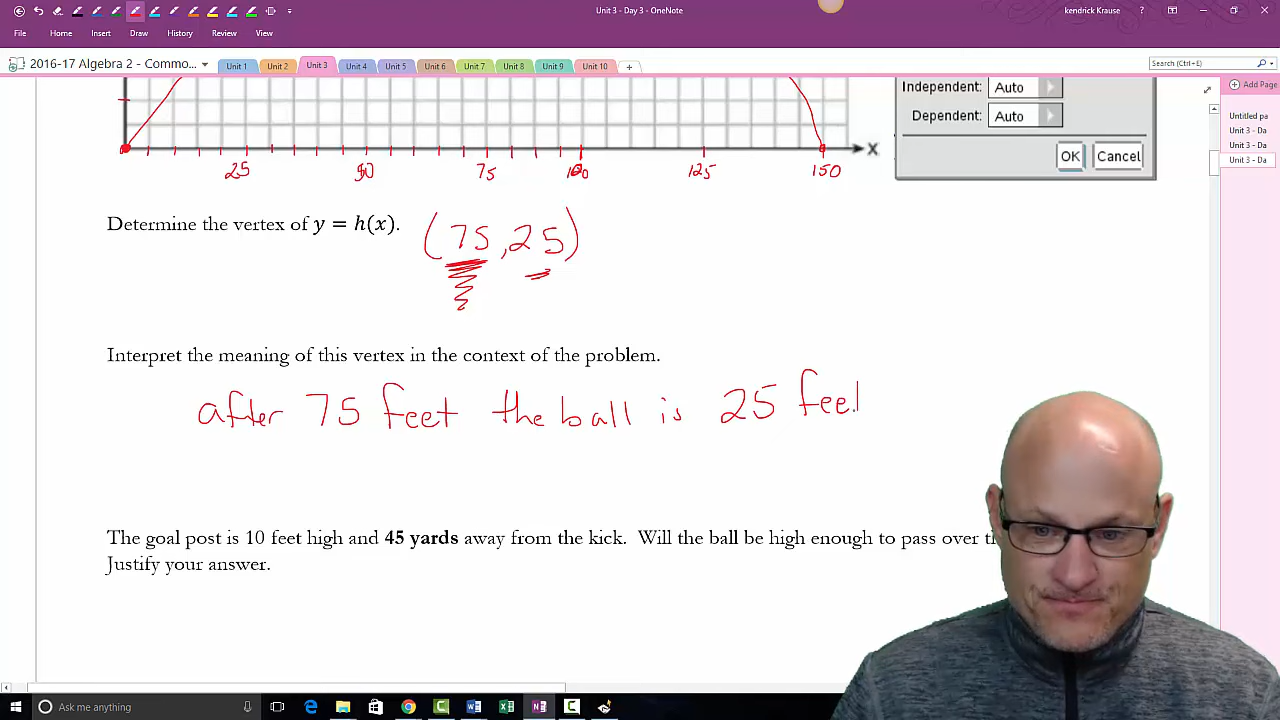 Unit 3 - Day 3 - OneNote
kendrick Krause
File Home Insert Draw History Review View
2016-17 Algebra 2 - Commo...
Unit 1 Unit 2 Unit 3 Unit 4 Unit 5 Unit 6 Unit 7 Unit 8 Unit 9 Unit 10
Search (Ctrl+E)
Add Page
Untitled pa
Unit 3 - Da
Unit 3 - Da
Unit 3 - Da
Independent: Auto
Dependent: Auto
OK Cancel
x
25 50 75 100 125 150
Determine the vertex of y = h(x). (75,25)
Interpret the meaning of this vertex in the context of the problem.
after 75 feet the ball is 25 feel
The goal post is 10 feet high and 45 yards away from the kick. Will the ball be high enough to pass over
Justify your answer.
Ask me anything